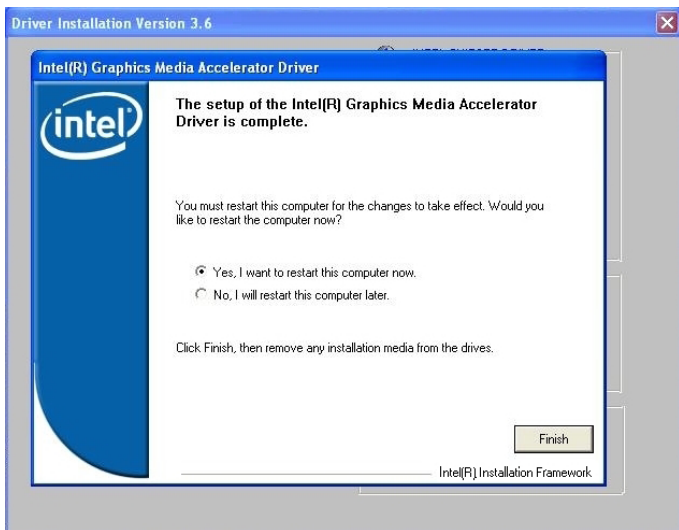 Driver Installation Version 3.6
Intel(R) Graphics Media Accelerator Driver
intel
The setup of the Intel(R) Graphics Media Accelerator
Driver is complete.
You must restart this computer for the changes to take effect. Would you
like to restart the computer now?
Yes, I want to restart this computer now.
No, I will restart this computer later.
Click Finish, then remove any installation media from the drives.
Finish
Intel(R) Installation Framework